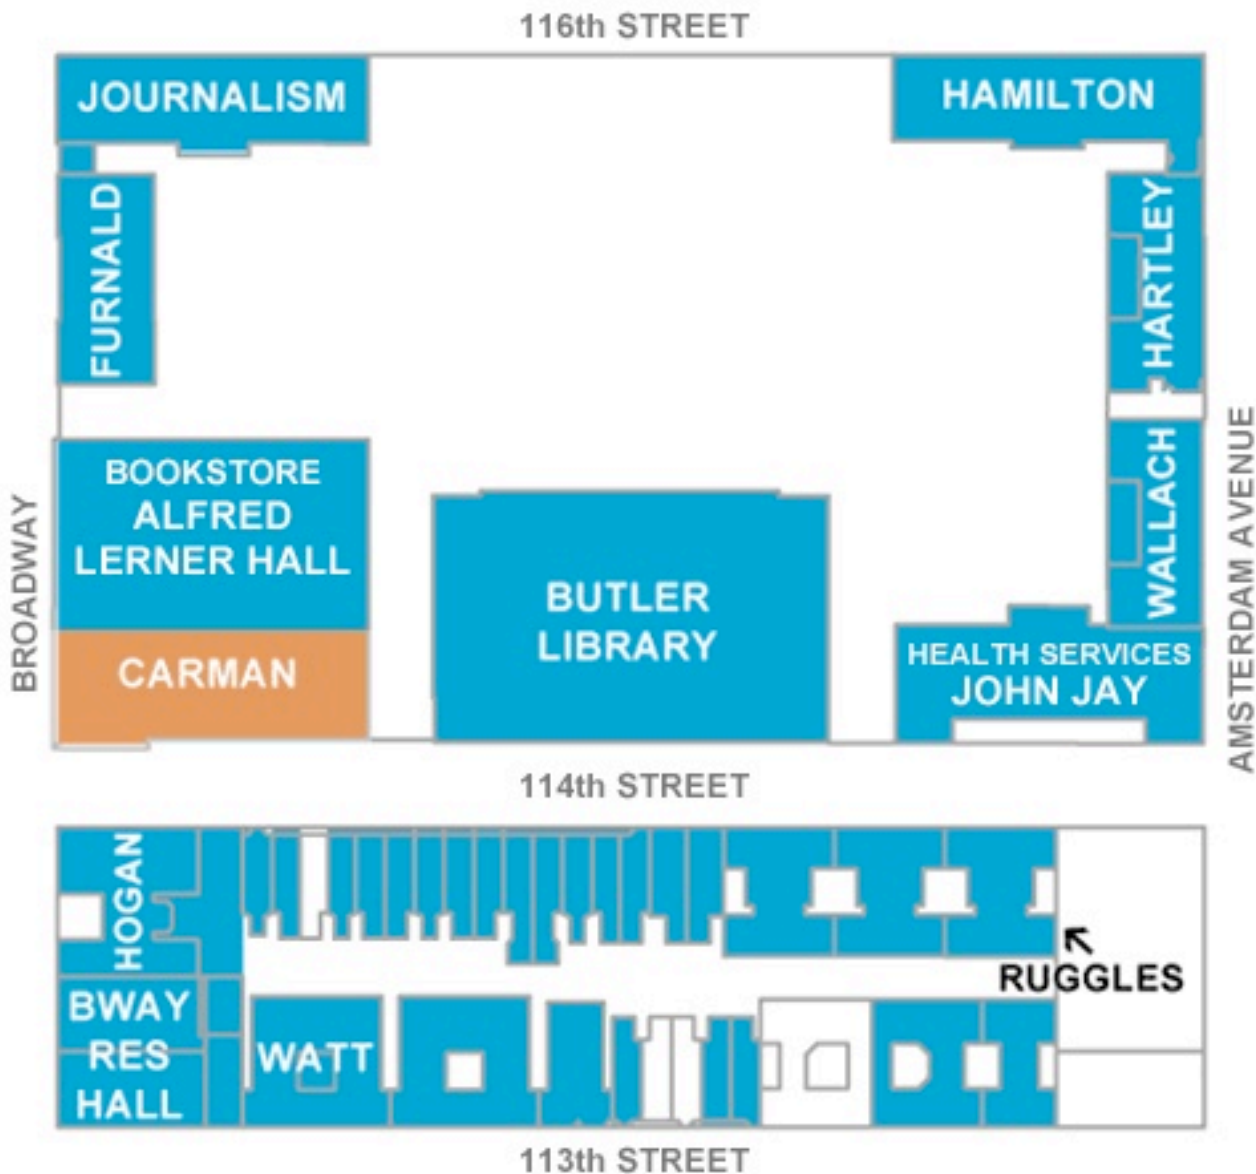 116th STREET
JOURNALISM
HAMILTON
FURNALD
HARTLEY
BROADWAY
BOOKSTORE
ALFRED
LERNER HALL
CARMAN
BUTLER
LIBRARY
WALLACH
HEALTH SERVICES
JOHN JAY
AMSTERDAM AVENUE
114th STREET
HOGAN
RUGGLES
BWAY
RES
HALL
WATT
113th STREET